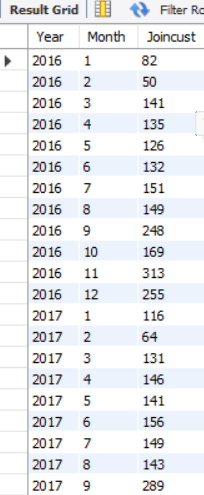 Result Grid Filter Ro
Year Month Joincust
2016 1 82
2016 2 50
2016 3 141
2016 4 135
2016 5 126
2016 6 132
2016 7 151
2016 8 149
2016 9 248
2016 10 169
2016 11 313
2016 12 255
2017 1 116
2017 2 64
2017 3 131
2017 4 146
2017 5 141
2017 6 156
2017 7 149
2017 8 143
2017 9 289